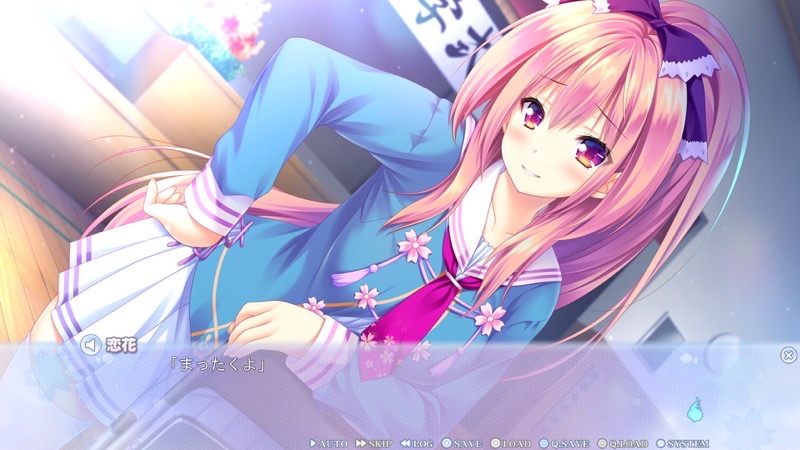 恋花
「まったくよ」
AUTO SKIP LOG SAVE LOAD Q.SAVE Q.LOAD SYSTEM